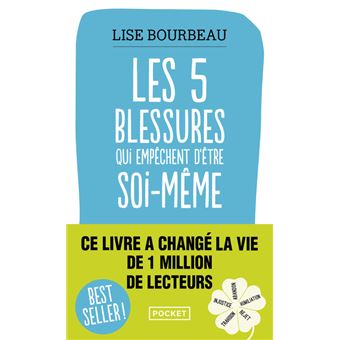 LISE BOURBEAU
LES 5
BLESSURES
QUI EMPÊCHENT D'ÊTRE
SOi-MÊME
CE LIVRE A CHANGÉ LA VIE
DE 1 MILLION
DE LECTEURS
BEST
SELLER !
POCKET
INJUSTICE
ABANDON
HUMILIATION
REJET
TRAHISON